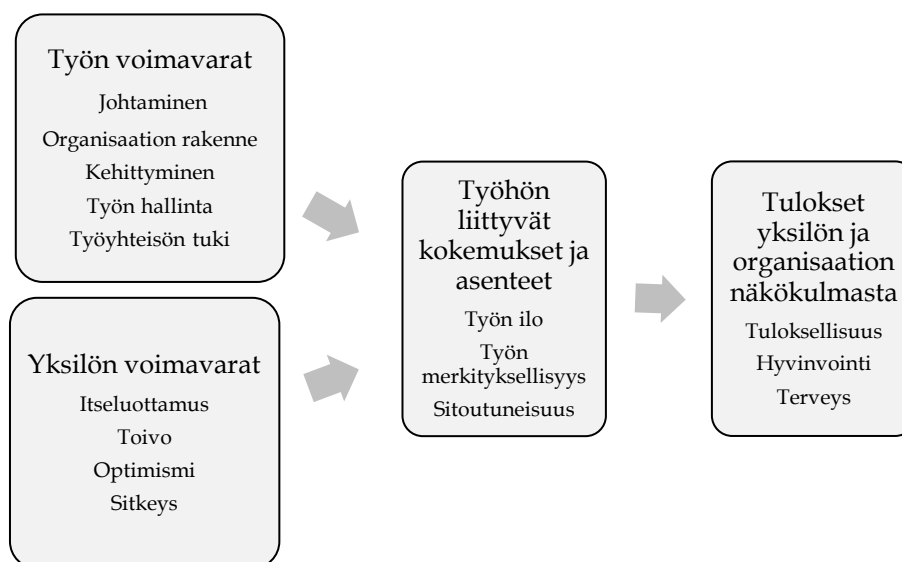 Työn voimavarat
Johtaminen
Organisaation rakenne
Kehittyminen
Työn hallinta
Työyhteisön tuki
Yksilön voimavarat
Itseluottamus
Toivo
Optimismi
Sitkeys
Työhön
liittyvät
kokemukset ja
asenteet
Työn ilo
Työn
merkityksellisyys
Sitoutuneisuus
Tulokset
yksilön ja
organisaation
näkökulmasta
Tuloksellisuus
Hyvinvointi
Terveys